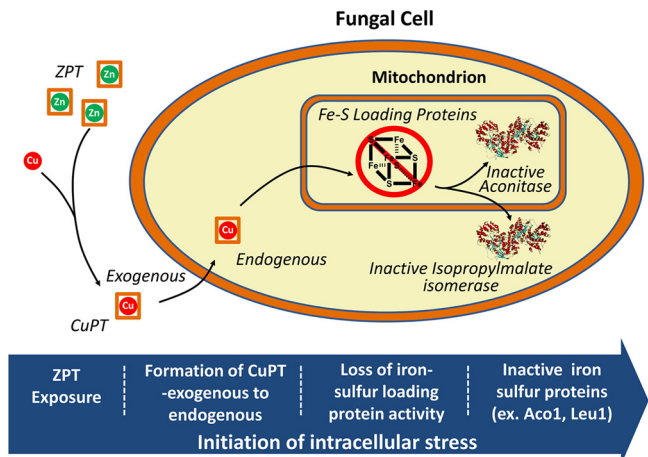 Fungal Cell
ZPT
Zn
Zn
Zn
Cu
Mitochondrion
Fe-S Loading Proteins
S Fe
Fe Fe S
S
S Fe
Inactive
Aconitase
Cu
Endogenous
Inactive Isopropylmalate
isomerase
Exogenous
Cu
CuPT
ZPT
Exposure
Formation of CuPT
-exogenous to
endogenous
Loss of iron-
sulfur loading
protein activity
Inactive iron
sulfur proteins
(ex. Aco1, Leu1)
Initiation of intracellular stress